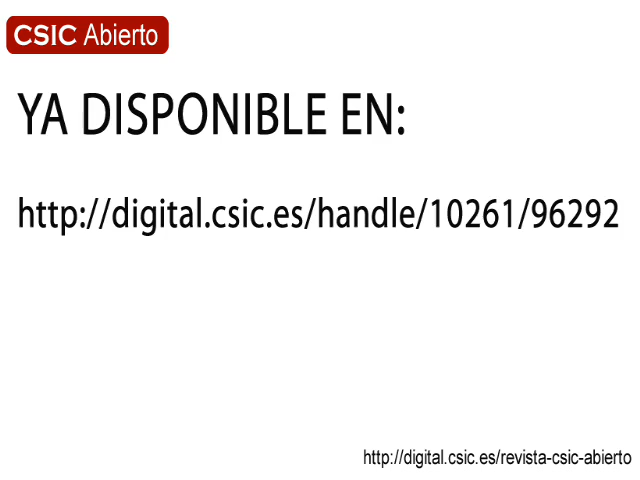 CSIC Abierto
YA DISPONIBLE EN:
http://digital.csic.es/handle/10261/96292
http://digital.csic.es/revista-csic-abierto